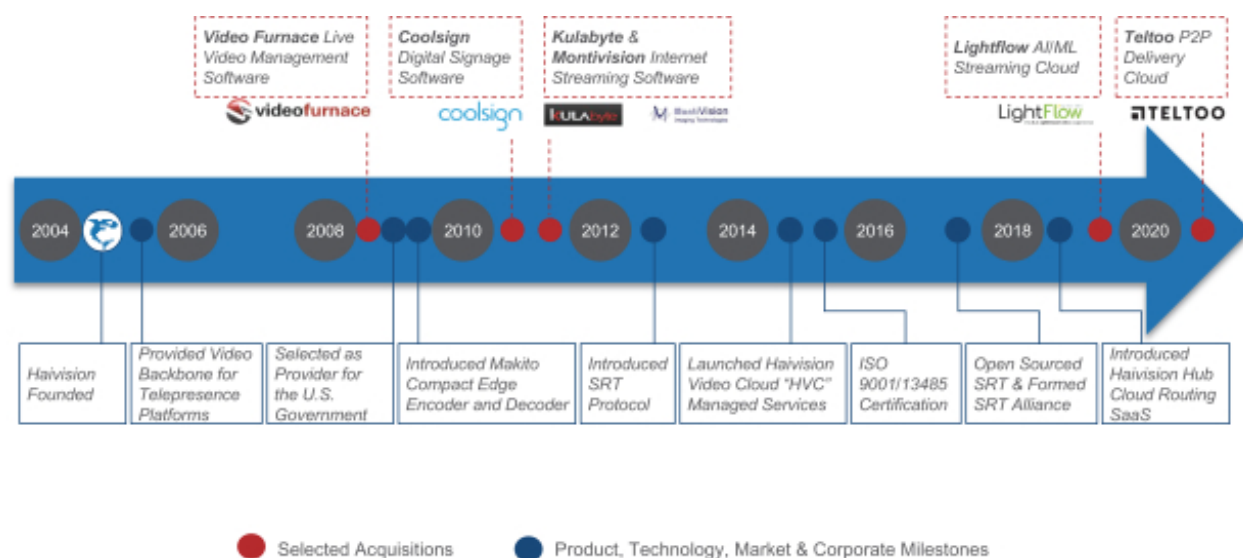 Video Furnace Live
Video Management
Software
Coolsign
Digital Signage
Software
Kulabyte &
Montivision Internet
Streaming Software
Lightflow AI/ML
Streaming Cloud
Teltoo P2P
Delivery
Cloud
videofurnace
coolsign
KULAbyte
MontiVision
Imaging Technologies
LightFlow
TELTOO
2004
2006
2008
2010
2012
2014
2016
2018
2020
Haivision
Founded
Provided Video
Backbone for
Telepresence
Platforms
Selected as
Provider for
the U.S.
Government
Introduced Makito
Compact Edge
Encoder and Decoder
Introduced
SRT
Protocol
Launched Haivision
Video Cloud “HVC”
Managed Services
ISO
9001/13485
Certification
Open Sourced
SRT & Formed
SRT Alliance
Introduced
Haivision Hub
Cloud Routing
SaaS
Selected Acquisitions
Product, Technology, Market & Corporate Milestones